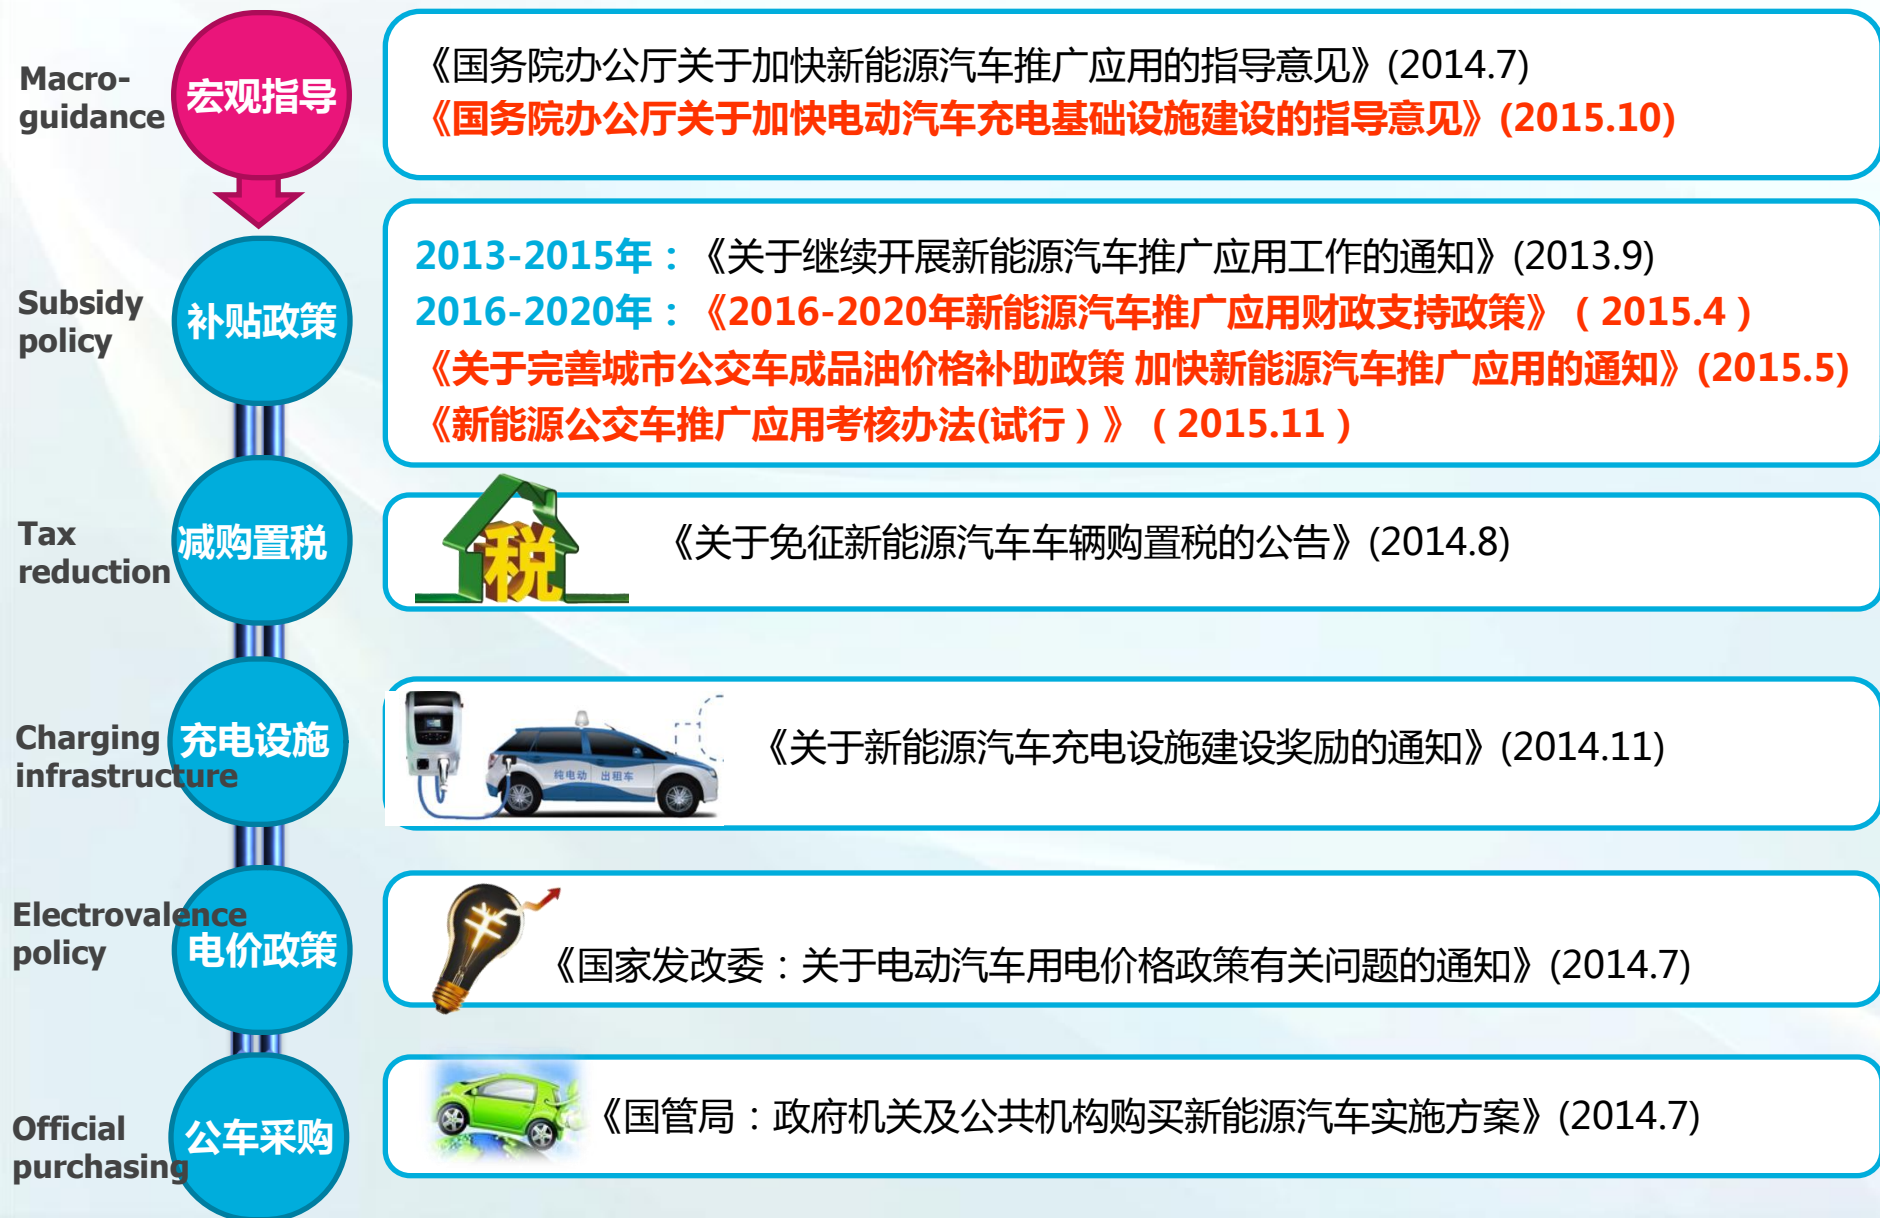 Macro-
guidance
宏观指导
《国务院办公厅关于加快新能源汽车推广应用的指导意见》(2014.7)
《国务院办公厅关于加快电动汽车充电基础设施建设的指导意见》(2015.10)
Subsidy
policy
补贴政策
2013-2015年：《关于继续开展新能源汽车推广应用工作的通知》(2013.9)
2016-2020年：《2016-2020年新能源汽车推广应用财政支持政策》（2015.4）
《关于完善城市公交车成品油价格补助政策 加快新能源汽车推广应用的通知》(2015.5)
《新能源公交车推广应用考核办法(试行）》（2015.11）
Tax
reduction
减购置税
税
《关于免征新能源汽车车辆购置税的公告》(2014.8)
Charging
infrastructure
充电设施
纯电动 出租车
《关于新能源汽车充电设施建设奖励的通知》(2014.11)
Electrovalence
policy
电价政策
《国家发改委：关于电动汽车用电价格政策有关问题的通知》(2014.7)
Official
purchasing
公车采购
《国管局：政府机关及公共机构购买新能源汽车实施方案》(2014.7)